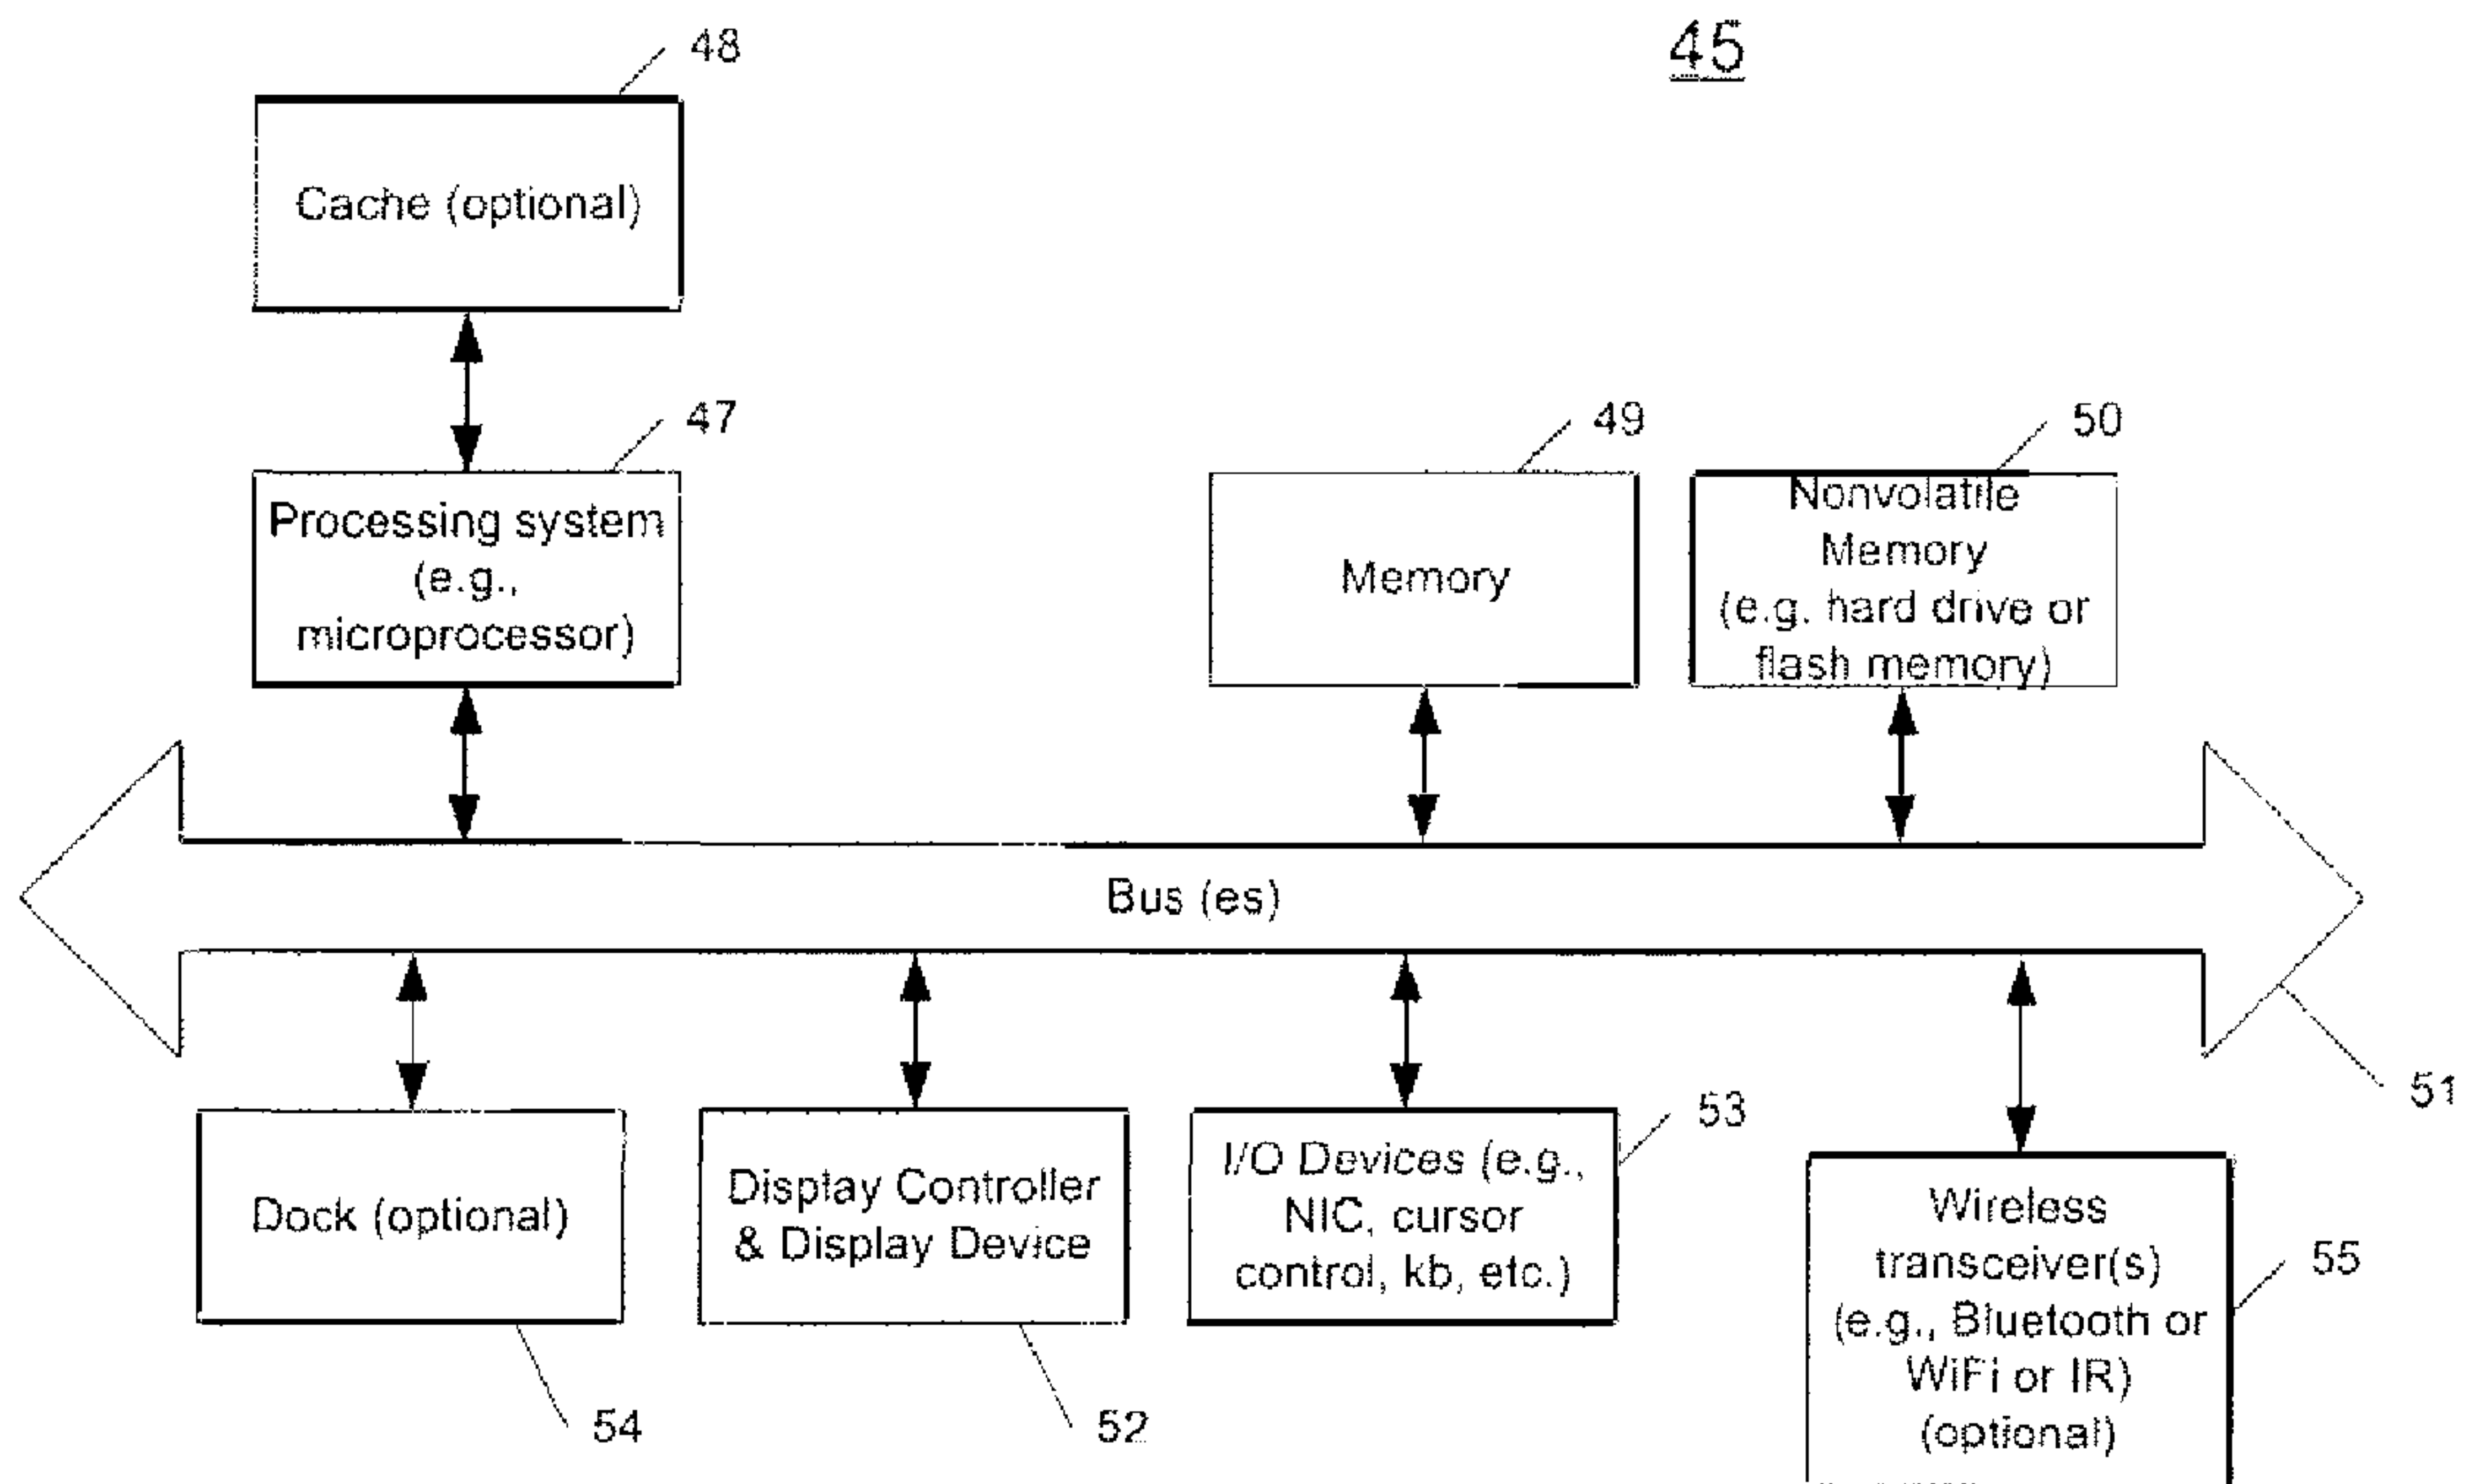 48
45
Cache (optional)
47
49
50
Processing system
(e.g.,
microprocessor)
Memory
Nonvolatile
Memory
(e.g. hard drive or
flash memory)
Bus (es)
51
Dock (optional)
Display Controller
& Display Device
53
I/O Devices (e.g.,
NIC, cursor
control, kb, etc.)
Wireless
transceiver(s)
(e.g., Bluetooth or
WiFi or IR)
(optional)
55
54
52